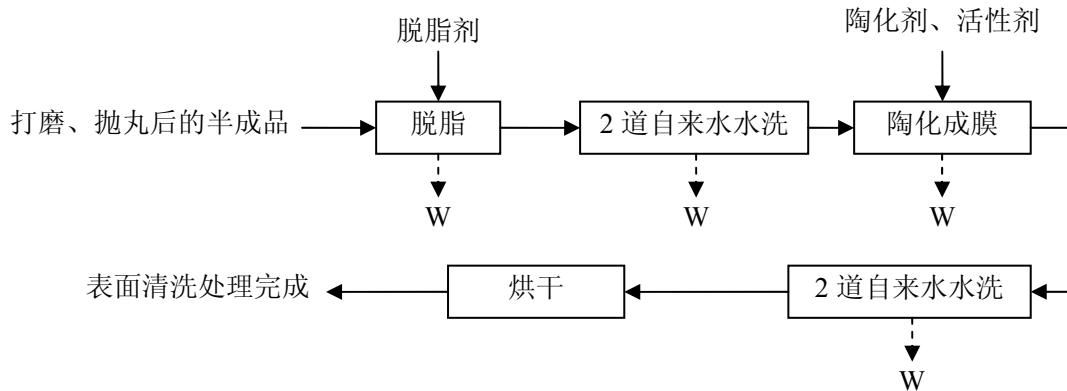 脱脂剂
陶化剂、活性剂
打磨、抛丸后的半成品
脱脂
2 道自来水水洗
陶化成膜
W
W
W
表面清洗处理完成
烘干
2 道自来水水洗
W